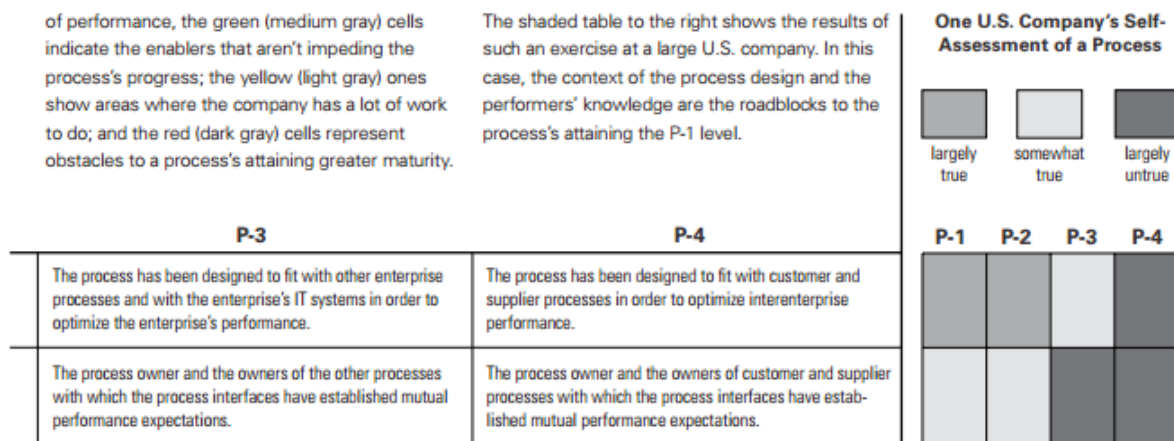 of performance, the green (medium gray) cells
indicate the enablers that aren't impeding the
process's progress; the yellow (light gray) ones
show areas where the company has a lot of work
to do; and the red (dark gray) cells represent
obstacles to a process's attaining greater maturity.
The shaded table to the right shows the results of
such an exercise at a large U.S. company. In this
case, the context of the process design and the
performers' knowledge are the roadblocks to the
process's attaining the P-1 level.
One U.S. Company's Self-
Assessment of a Process
largely
true
somewhat
true
largely
untrue
P-3
P-4
P-1
P-2
P-3
P-4
The process has been designed to fit with other enterprise
processes and with the enterprise's IT systems in order to
optimize the enterprise's performance.
The process has been designed to fit with customer and
supplier processes in order to optimize interenterprise
performance.
The process owner and the owners of the other processes
with which the process interfaces have established mutual
performance expectations.
The process owner and the owners of customer and supplier
processes with which the process interfaces have estab-
lished mutual performance expectations.